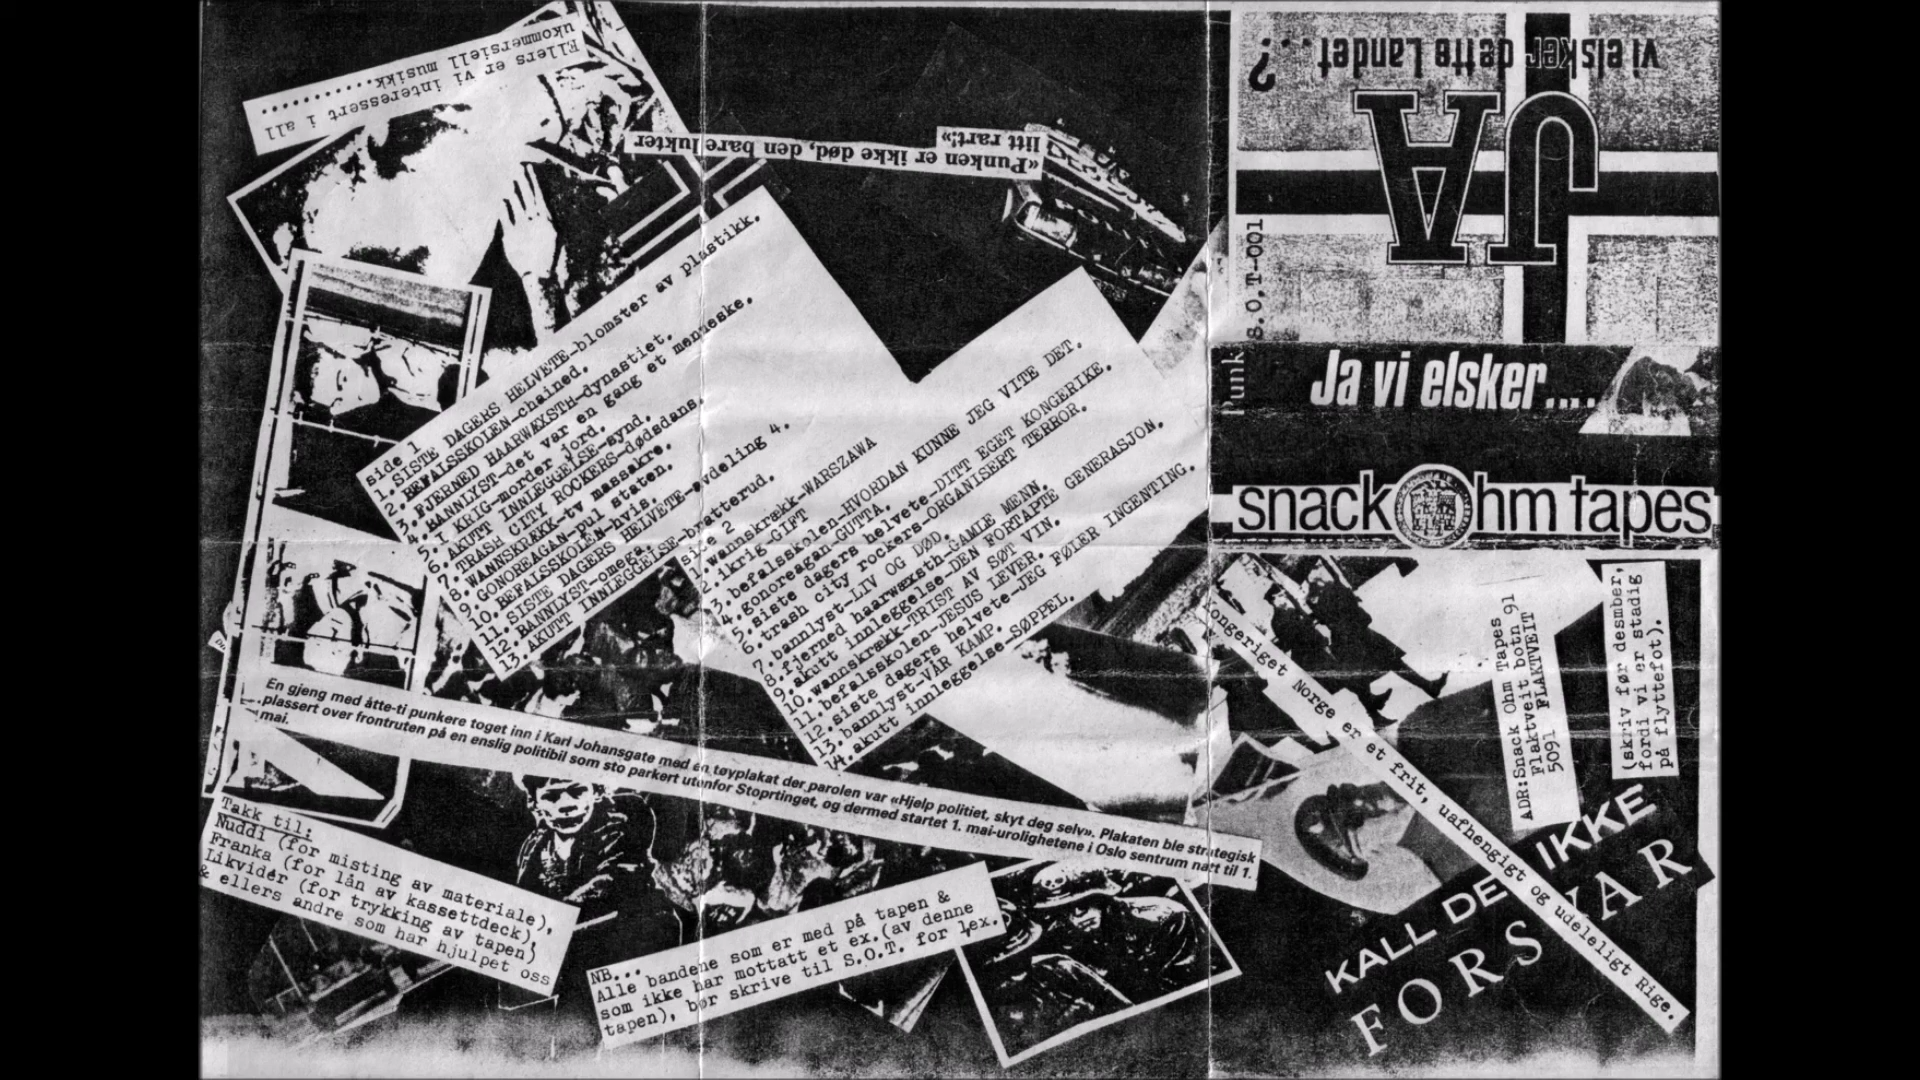 Ellers er vi interessert i all
ukommersiell musikk............
«Punken er ikke død, den bare lukter
litt rart!»
side 1
1. SISTE DAGERS HELVETE-blomster av plastikk.
2. BEFALSSKOLEN-chained.
3. FJERNED HAARWÆXSTH-dynastiet.
4. BANNLYST-det var en gang et menneske.
5. I KRIG-morder jord.
6. AKUTT INNLEGGELSE-synd.
7. TRASH CITY ROCKERS-dødsdans.
8. WANNSKRÆKK-tv massakre.
9. GONOREAGAN-pul staten.
10. BEFALSSKOLEN-hvis.
11. SISTE DAGERS HELVETE-avdeling 4.
12. BANNLYST-omega.
13. AKUTT INNLEGGELSE-bratterud.
side 2
1. wannskrækk-WARSZAWA
2. ikrig-GIFT
3. befalsskolen-HVORDAN KUNNE JEG VITE DET.
4. gonoreagan-GUTTA.
5. siste dagers helvete-DITT EGET KONGERIKE.
6. trash city rockers-ORGANISERT TERROR.
7. bannlyst-LIV OG DØD.
8. fjerned haarwæxsth-GAMLE MENN.
9. akutt innleggelse-DEN FORTAPTE GENERASJON.
10. wannskrækk-TRIST AV SØT VIN.
11. befalsskolen-JESUS LEVER.
12. siste dagers helvete-JEG FØLER INGENTING.
13. bannlyst-VÅR KAMP.
14. akutt innleggelse-SØPPEL.
En gjeng med åtte-ti punkere toget inn i Karl Johansgate med en tøyplakat der parolen var «Hjelp politiet, skyt deg selv». Plakaten ble strategisk
plassert over frontruten på en enslig politibil som sto parkert utenfor Stoprtinget, og dermed startet 1. mai-urolighetene i Oslo sentrum natt til 1.
mai.
Takk til:
Nuddi (for misting av materiale),
Franka (for lån av kassettdeck),
Likvider (for trykking av tapen)
& ellers andre som har hjulpet oss
NB...
Alle bandene som er med på tapen &
som ikke har mottatt et ex.(av denne
tapen), bør skrive til S.O.T. for lex.
vi elsker dette Landet ..?
JA
S.O.T-001
Punk
Ja vi elsker....
snack Ohm tapes
Kongeriget Norge er et frit, uafhengigt og udeleligt Rige.
ADR:Snack Ohm Tapes
Flaktveit botn 91
5091 FLAKTVEIT
(skriv før desmber,
fordi vi er stadig
på flyttefot).
KALL DET IKKE
FORSVAR